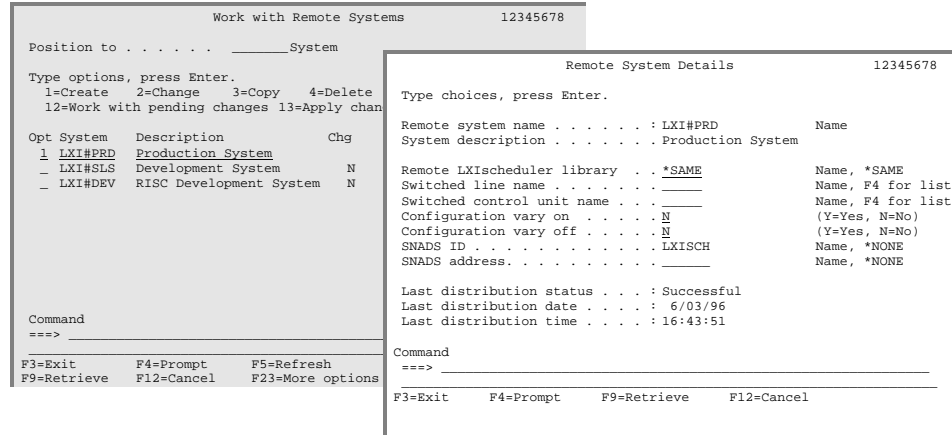 Work with Remote Systems 12345678
Position to . . . . . . _______System
Type options, press Enter.
1=Create 2=Change 3=Copy 4=Delete
12=Work with pending changes 13=Apply chan
Opt System Description Chg
1 LXI#PRD Production System
_ LXI#SLS Development System N
_ LXI#DEV RISC Development System N
Command
===>
F3=Exit F4=Prompt F5=Refresh
F9=Retrieve F12=Cancel F23=More options
Remote System Details 12345678
Type choices, press Enter.
Remote system name . . . . . . : LXI#PRD Name
System description . . . . . . . Production System
Remote LXIscheduler library . . *SAME Name, *SAME
Switched line name . . . . . . . _____ Name, F4 for list
Switched control unit name . . . _____ Name, F4 for list
Configuration vary on . . . . . N (Y=Yes, N=No)
Configuration vary off . . . . . N (Y=Yes, N=No)
SNADS ID . . . . . . . . . . . . LXISCH Name, *NONE
SNADS address. . . . . . . . . . ______ Name, *NONE
Last distribution status . . . : Successful
Last distribution date . . . . : 6/03/96
Last distribution time . . . . : 16:43:51
Command
===>
F3=Exit F4=Prompt F9=Retrieve F12=Cancel